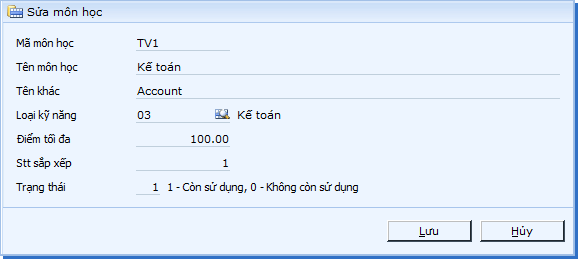 Sửa môn học
Mã môn học TV1
Tên môn học Kế toán
Tên khác Account
Loại kỹ năng 03 Kế toán
Điểm tối đa 100.00
Stt sắp xếp 1
Trạng thái 1 1 - Còn sử dụng, 0 - Không còn sử dụng
Lưu Hủy